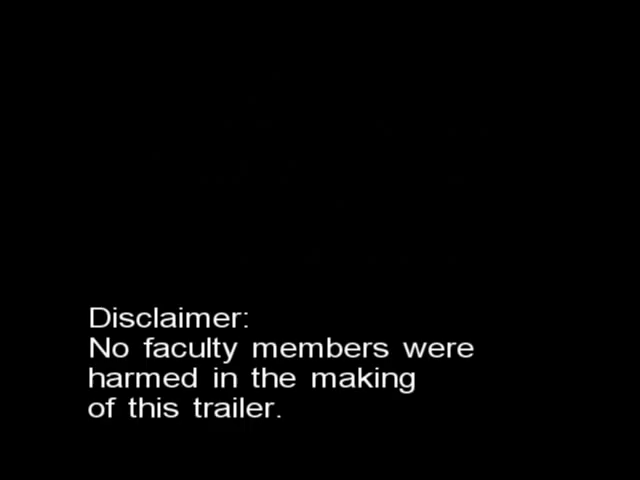 Disclaimer:
No faculty members were
harmed in the making
of this trailer.